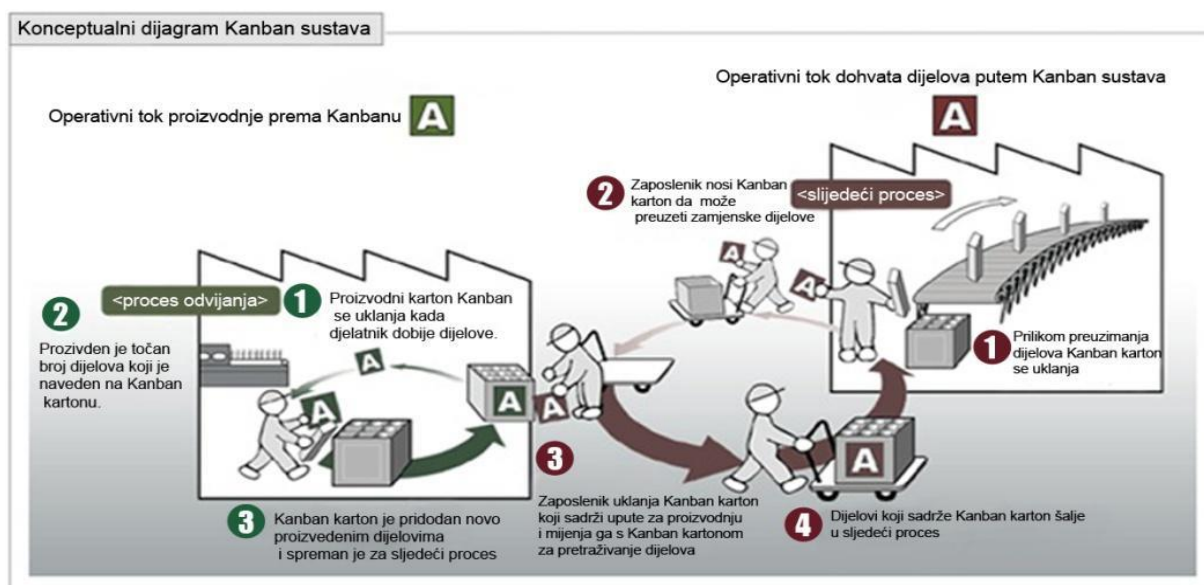 Konceptualni dijagram Kanban sustava
Operativni tok proizvodnje prema Kanbanu A
Operativni tok dohvata dijelova putem Kanban sustava
A
2 Zaposlenik nosi Kanban
karton da može
preuzeti zamjenske dijelove
<slijedeći proces>
A
A
1 Prilikom preuzimanja
dijelova Kanban karton
se uklanja
<proces odvijanja>
1 Proizvodni karton Kanban
se uklanja kada
djelatnik dobije dijelove.
2
Prozivden je točan
broj dijelova koji je
naveden na Kanban
kartonu.
A
A
A
A
A
3 Kanban karton je pridodan novo
proizvedenim dijelovima
i spreman je za sljedeći proces
3
Zaposlenik uklanja Kanban karton
koji sadrži upute za proizvodnju
i mijenja ga s Kanban kartonom
za pretraživanje dijelova
4 Dijelovi koji sadrže Kanban karton šalje
u sljedeći proces